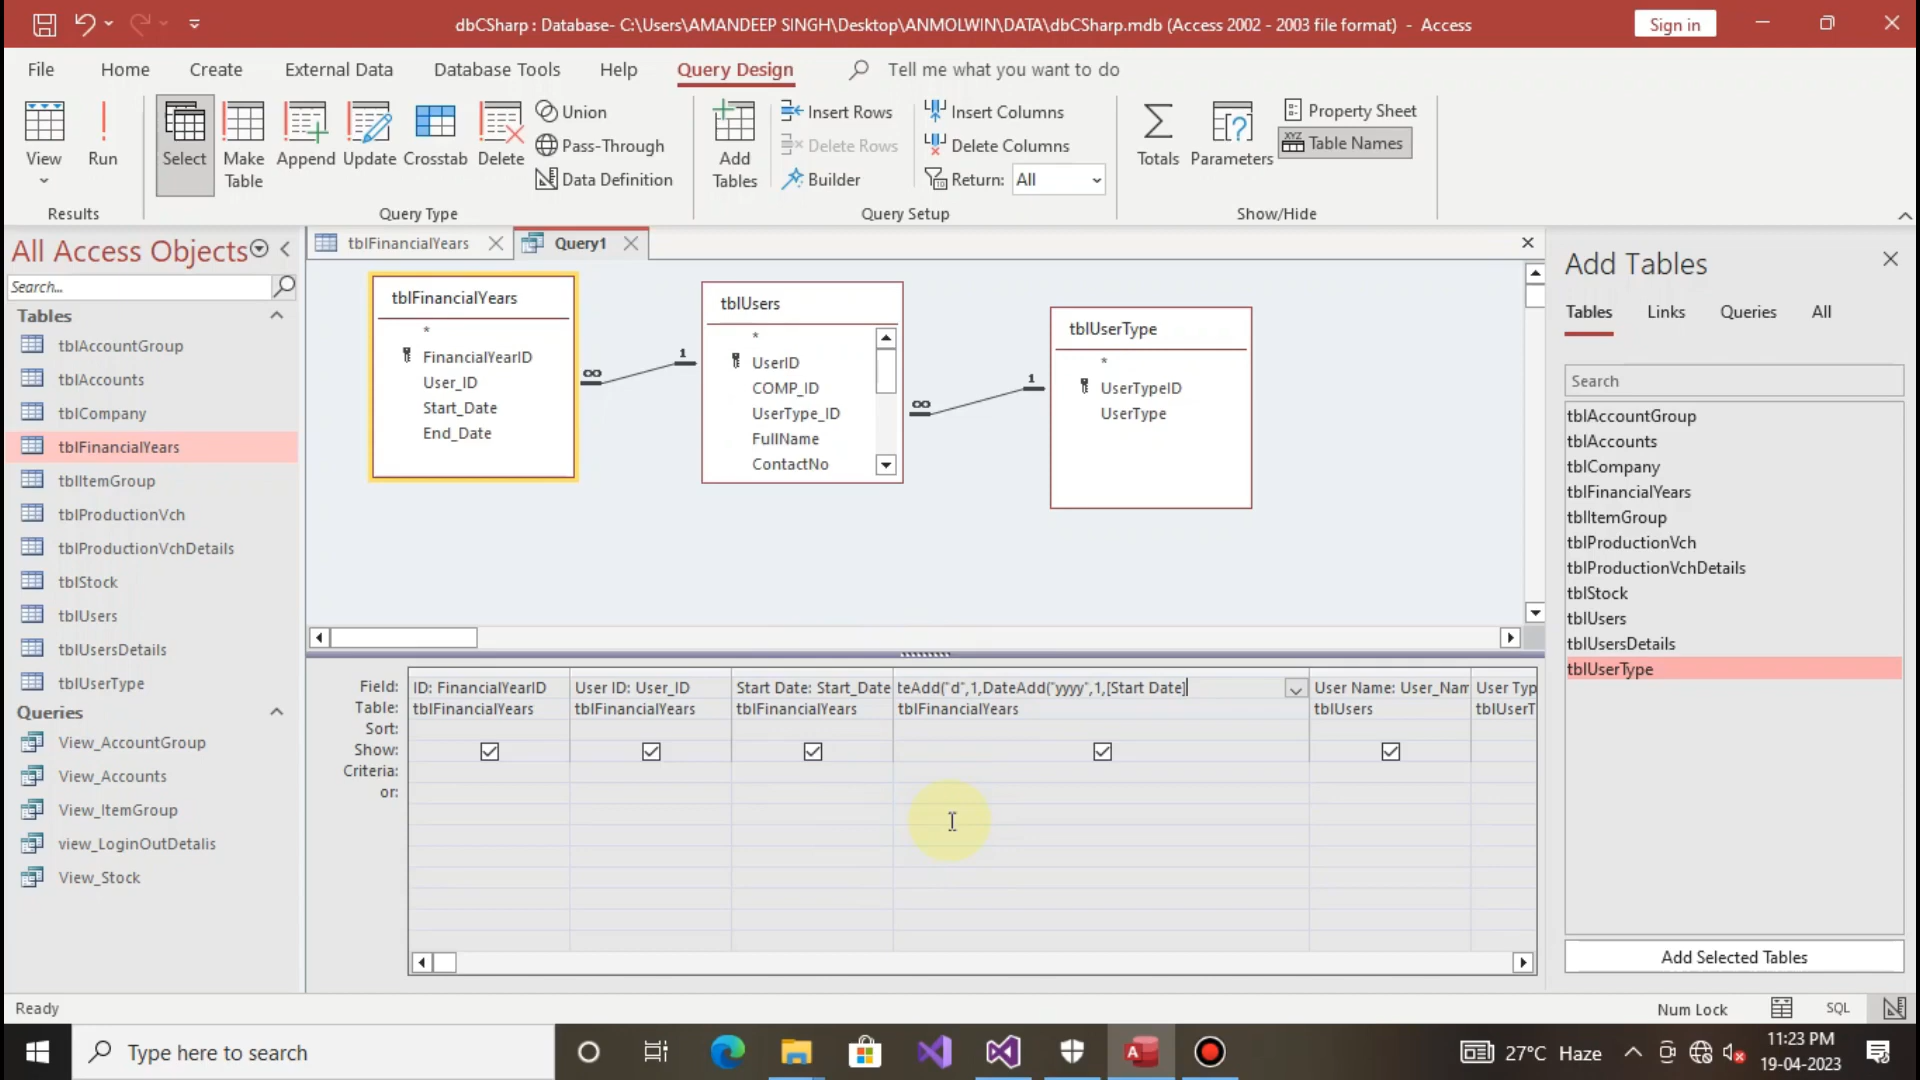 dbCSharp : Database- C:\Users\AMANDEEP SINGH\Desktop\ANMOLWIN\DATA\dbCSharp.mdb (Access 2002 - 2003 file format) - Access
Sign in
File Home Create External Data Database Tools Help Query Design Tell me what you want to do
View
Run
Results
Select
Make Table
Append
Update
Crosstab
Delete
Union
Pass-Through
Data Definition
Query Type
Add Tables
Insert Rows
Delete Rows
Builder
Insert Columns
Delete Columns
Return: All
Query Setup
Totals
Parameters
Property Sheet
XYZ Table Names
Show/Hide
All Access Objects
Search...
Tables
tblAccountGroup
tblAccounts
tblCompany
tblFinancialYears
tblItemGroup
tblProductionVch
tblProductionVchDetails
tblStock
tblUsers
tblUsersDetails
tblUserType
Queries
View_AccountGroup
View_Accounts
View_ItemGroup
view_LoginOutDetalis
View_Stock
tblFinancialYears
Query1
tblFinancialYears
*
FinancialYearID
User_ID
Start_Date
End_Date
∞ 1
tblUsers
*
UserID
COMP_ID
UserType_ID
FullName
ContactNo
∞ 1
tblUserType
*
UserTypeID
UserType
Field: ID: FinancialYearID User ID: User_ID Start Date: Start_Date teAdd("d",1,DateAdd("yyyy",1,[Start Date] User Name: User_Nam User Typ
Table: tblFinancialYears tblFinancialYears tblFinancialYears tblFinancialYears tblUsers tblUserT
Sort:
Show:
Criteria:
or:
Add Tables
Tables Links Queries All
Search
tblAccountGroup
tblAccounts
tblCompany
tblFinancialYears
tblItemGroup
tblProductionVch
tblProductionVchDetails
tblStock
tblUsers
tblUsersDetails
tblUserType
Add Selected Tables
Ready
Num Lock
SQL
Type here to search
27°C Haze
11:23 PM
19-04-2023